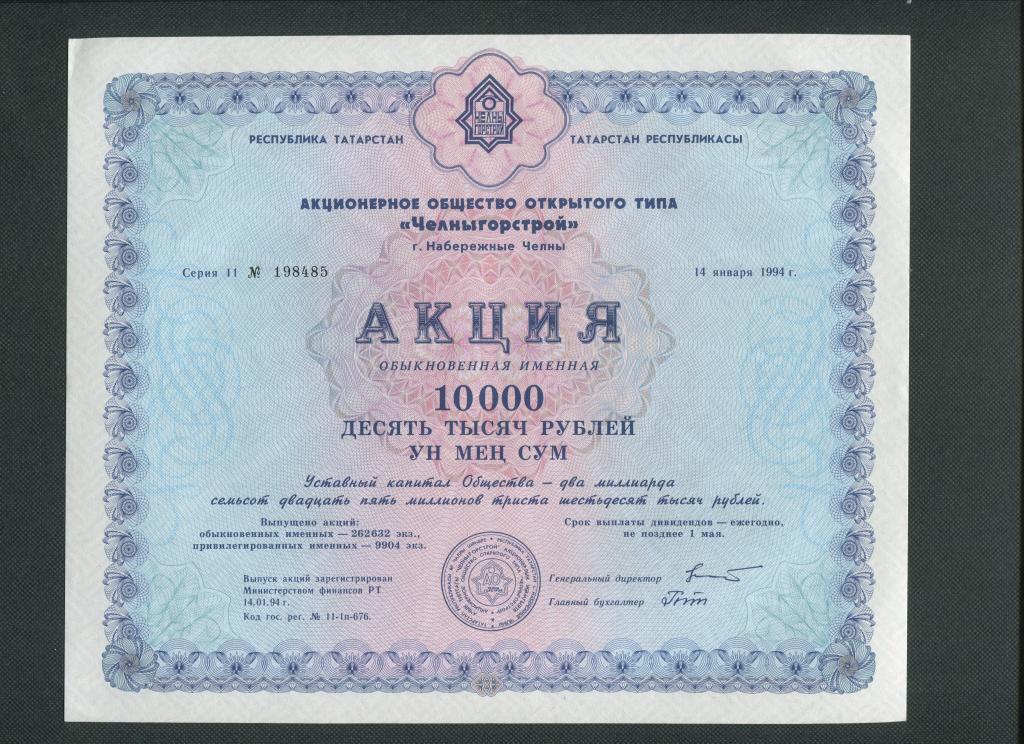 ЧЕЛНЫ
ГОРСТРОЙ
РЕСПУБЛИКА ТАТАРСТАН
ТАТАРСТАН РЕСПУБЛИКАСЫ
АКЦИОНЕРНОЕ ОБЩЕСТВО ОТКРЫТОГО ТИПА
«Челныгорстрой»
г. Набережные Челны
Серия 11 № 198485
14 января 1994 г.
АКЦИЯ
ОБЫКНОВЕННАЯ ИМЕННАЯ
10 000
ДЕСЯТЬ ТЫСЯЧ РУБЛЕЙ
УН МЕҢ СУМ
Уставный капитал Общества — два миллиарда
семьсот двадцать пять миллионов триста шестьдесят тысяч рублей.
Выпущено акций:
обыкновенных именных — 262632 экз.,
привилегированных именных — 9904 экз.
Срок выплаты дивидендов — ежегодно,
не позднее 1 мая.
Выпуск акций зарегистрирован
Министерством финансов РТ
14.01.94 г.
Код гос. рег. № 11-1п-676.
Генеральный директор
Главный бухгалтер